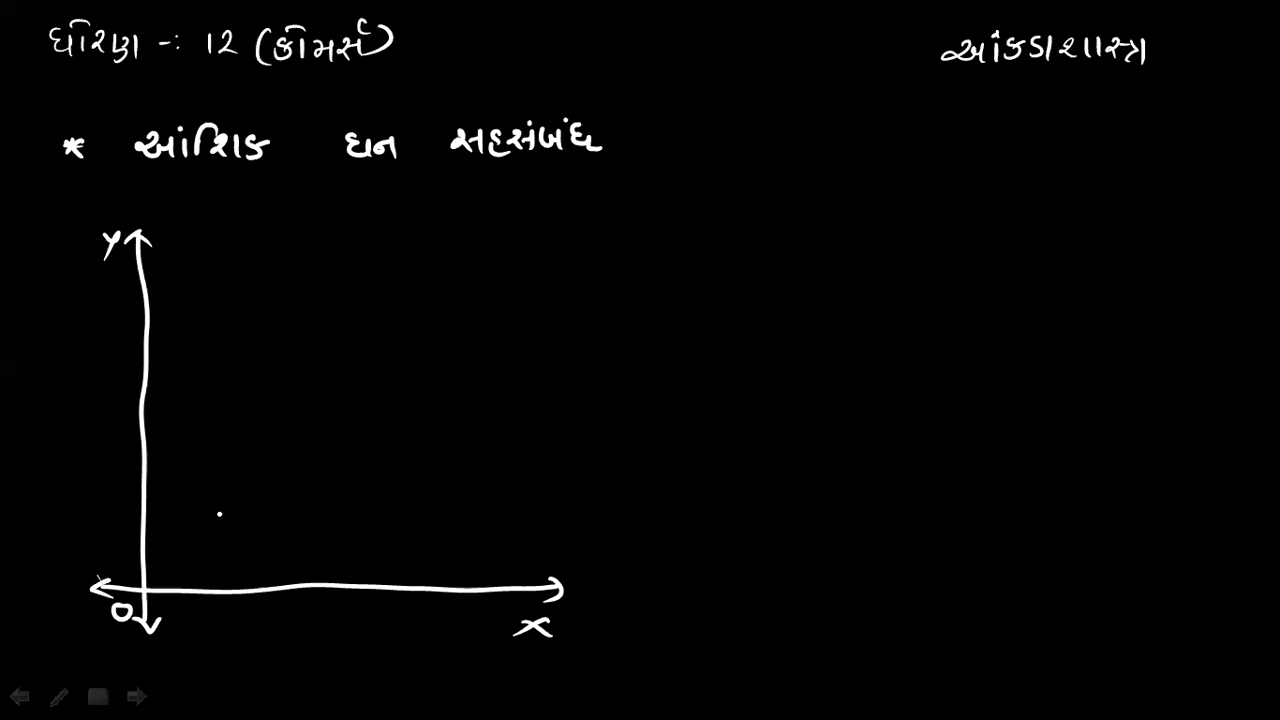 ધોરણ -: 12 (કોમર્સ)
આંકડાશાસ્ત્ર
* આંશિક ધન સહસંબંધ
Y
O
X